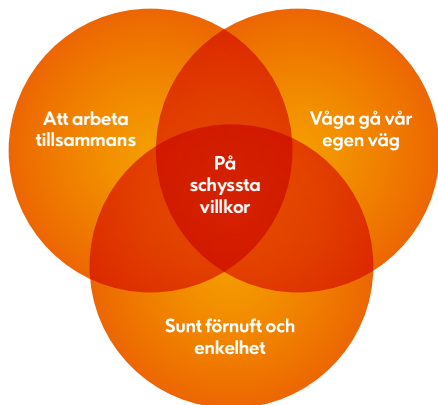 Att arbeta
tillsammans
Våga gå vår
egen väg
På
schyssta
villkor
Sunt förnuft och
enkelhet